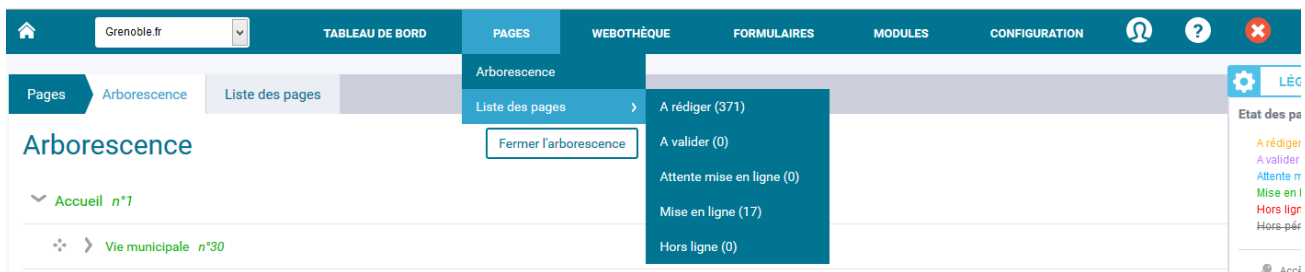 Grenoble.fr TABLEAU DE BORD PAGES WEBOTHÈQUE FORMULAIRES MODULES CONFIGURATION ?
Arborescence
Pages Arborescence Liste des pages
Liste des pages
A rédiger (371)
A valider (0)
Attente mise en ligne (0)
Mise en ligne (17)
Hors ligne (0)
Arborescence
Fermer l'arborescence
Accueil n°1
Vie municipale n°30
LÉG
Etat des pa
A rédiger
A valider
Attente m
Mise en l
Hors lign
Hors pér
Accè